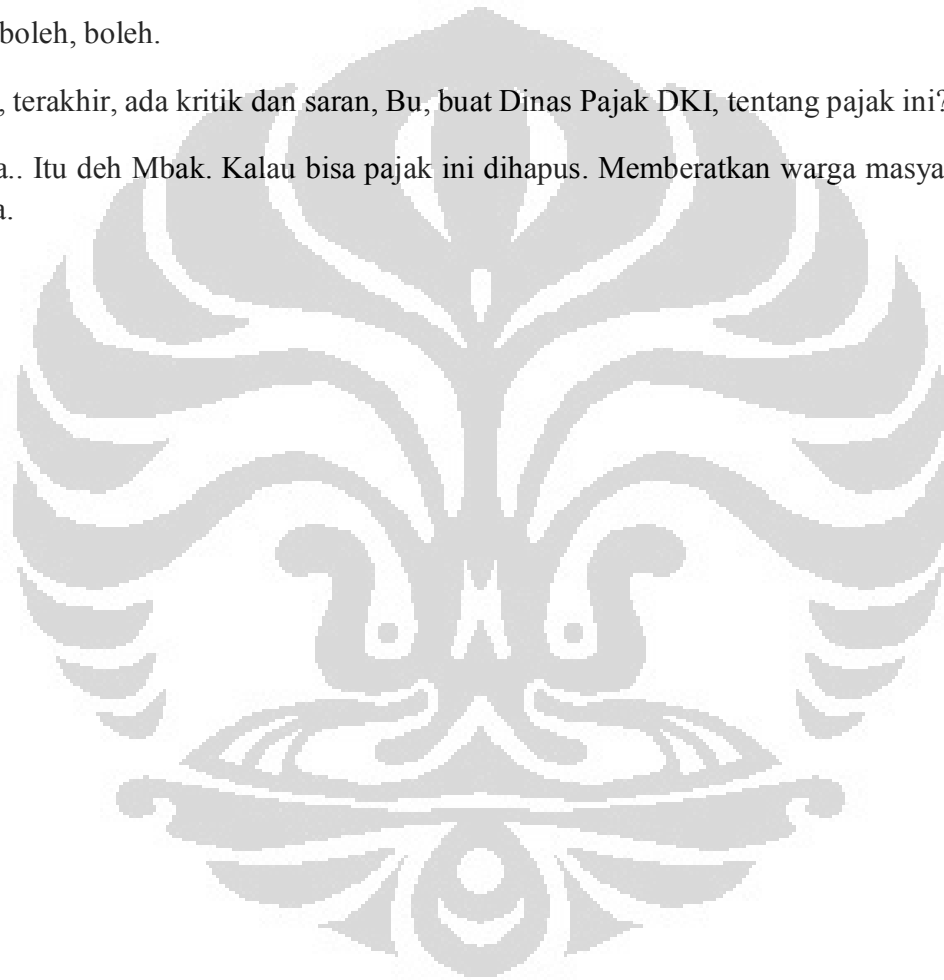 boleh, boleh.
, terakhir, ada kritik dan saran, Bu, buat Dinas Pajak DKI, tentang pajak ini?
a.. Itu deh Mbak. Kalau bisa pajak ini dihapus. Memberatkan warga masya
a.